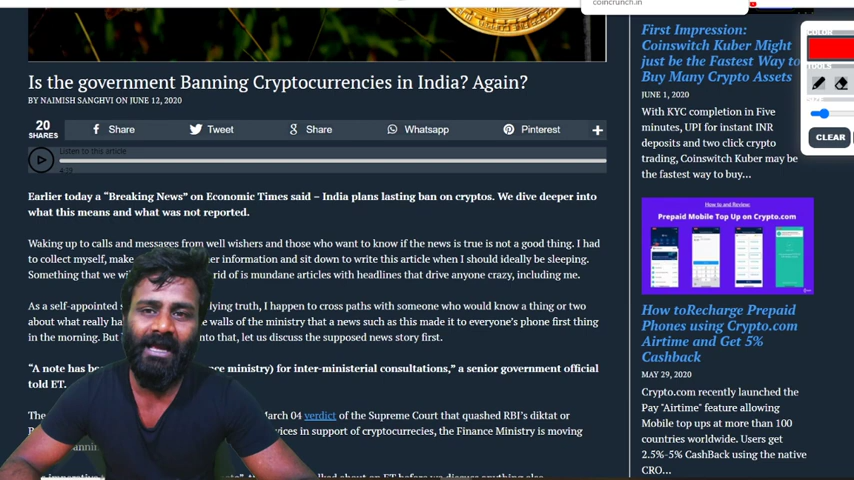 coincrunch.in
Is the government Banning Cryptocurrencies in India? Again?
BY NAIMISH SANGHVI ON JUNE 12, 2020
20
SHARES
Share
Tweet
Share
Whatsapp
Pinterest
Listen to this article
4:23
Earlier today a “Breaking News” on Economic Times said – India plans lasting ban on cryptos. We dive deeper into
what this means and what was not reported.
Waking up to calls and messages from well wishers and those who want to know if the news is true is not a good thing. I had
to collect myself, make information and sit down to write this article when I should ideally be sleeping.
Something that we rid of is mundane articles with headlines that drive anyone crazy, including me.
As a self-appointed lying truth, I happen to cross paths with someone who would know a thing or two
about what really walls of the ministry that a news such as this made it to everyone’s phone first thing
in the morning. But into that, let us discuss the supposed news story first.
“A note has ministry) for inter-ministerial consultations,” a senior government official
told ET.
The March 04 verdict of the Supreme Court that quashed RBI’s diktat or
in support of cryptocurrecies, the Finance Ministry is moving
about an ET before we discuss anything else
First Impression:
Coinswitch Kuber Might
just be the Fastest Way to
Buy Many Crypto Assets
JUNE 1, 2020
With KYC completion in Five
minutes, UPI for instant INR
deposits and two click crypto
trading, Coinswitch Kuber may be
the fastest way to buy...
How to and Review:
Prepaid Mobile Top Up on Crypto.com
How toRecharge Prepaid
Phones using Crypto.com
Airtime and Get 5%
Cashback
MAY 29, 2020
Crypto.com recently launched the
Pay "Airtime" feature allowing
Mobile top ups at more than 100
countries worldwide. Users get
2.5%-5% CashBack using the native
CRO...
COLOR
TOOLS
SIZE
CLEAR